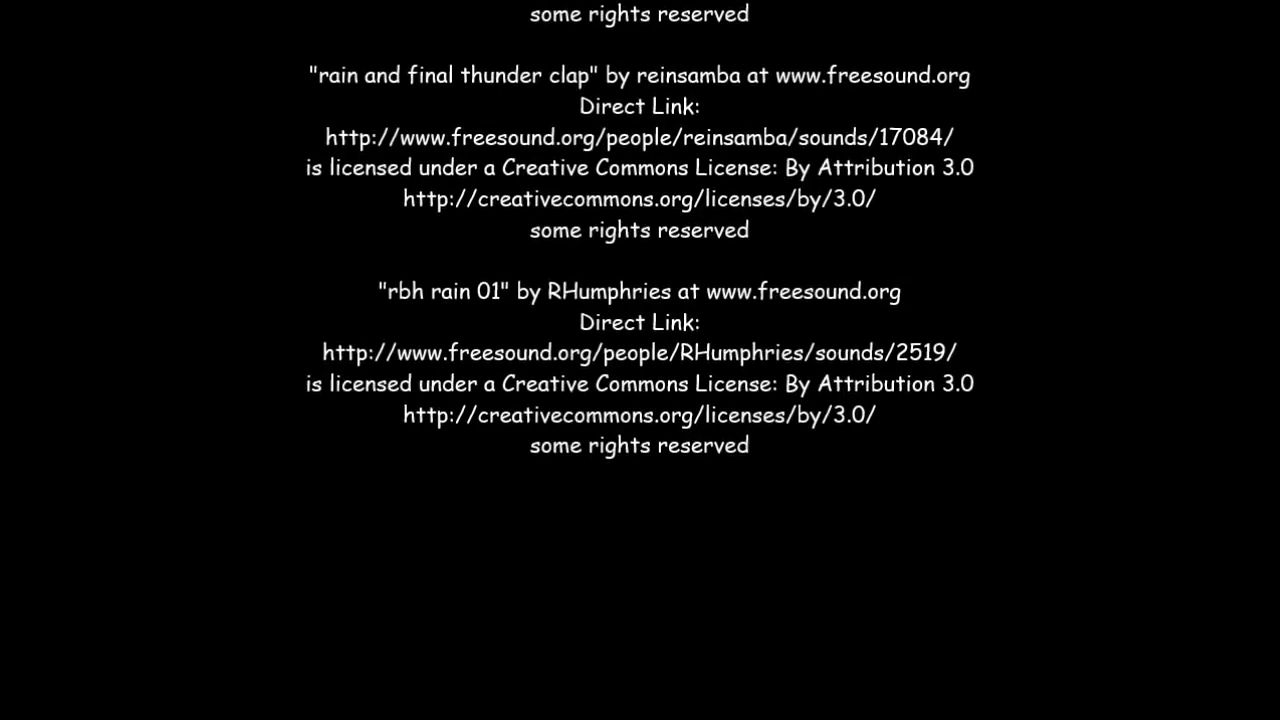 some rights reserved
"rain and final thunder clap" by reinsamba at www.freesound.org
Direct Link:
http://www.freesound.org/people/reinsamba/sounds/17084/
is licensed under a Creative Commons License: By Attribution 3.0
http://creativecommons.org/licenses/by/3.0/
some rights reserved
"rbh rain 01" by RHumphries at www.freesound.org
Direct Link:
http://www.freesound.org/people/RHumphries/sounds/2519/
is licensed under a Creative Commons License: By Attribution 3.0
http://creativecommons.org/licenses/by/3.0/
some rights reserved